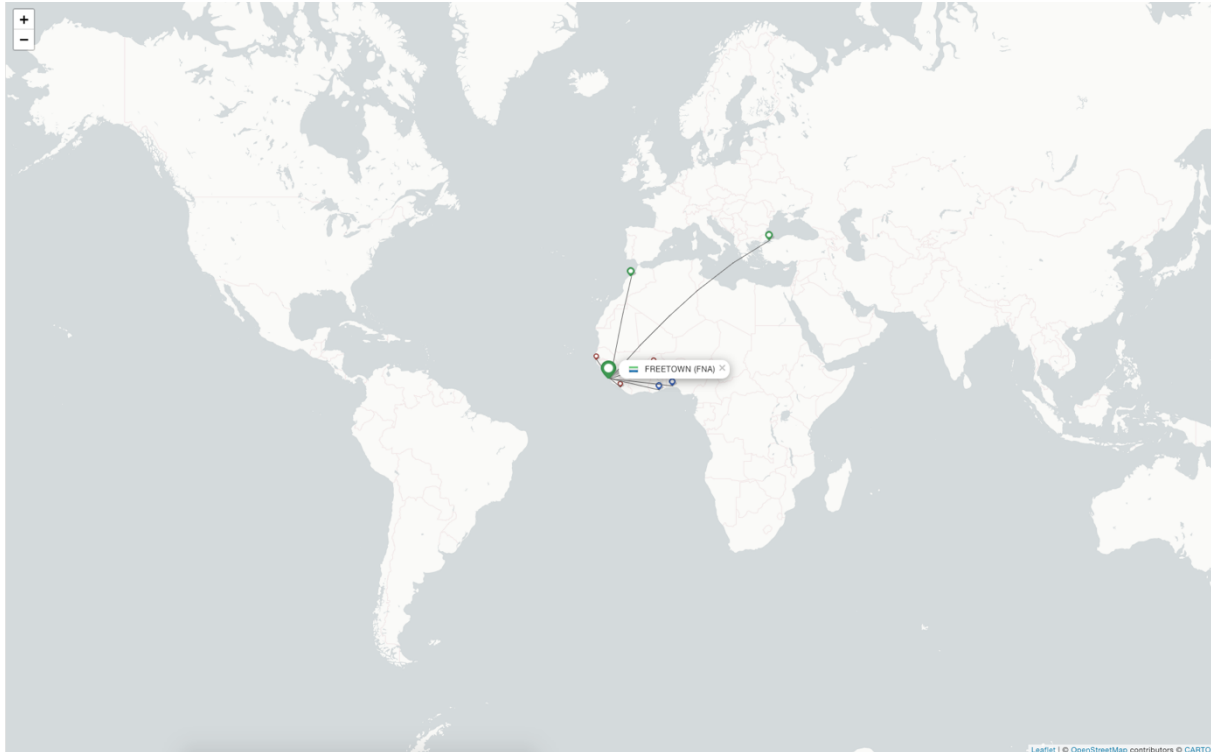 +
−
FREETOWN (FNA) ×
Leaflet | © OpenStreetMap contributors © CARTO